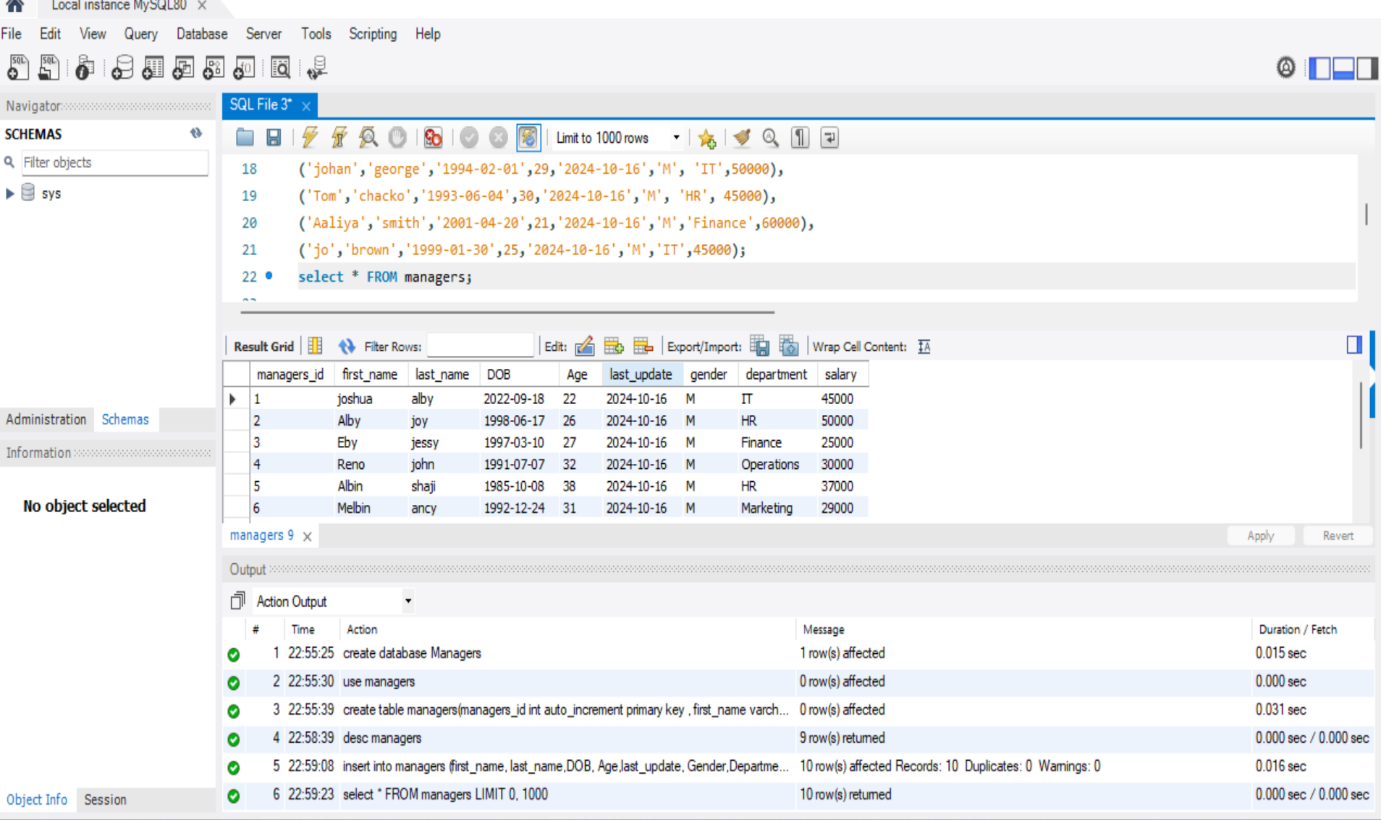 Local instance MySQL80 ×
File Edit View Query Database Server Tools Scripting Help
Navigator
SCHEMAS
Filter objects
sys
Administration Schemas
Information
No object selected
Object Info Session
SQL File 3* ×
Limit to 1000 rows
18 ('johan','george','1994-02-01',29,'2024-10-16','M', 'IT',50000),
19 ('Tom','chacko','1993-06-04',30,'2024-10-16','M', 'HR', 45000),
20 ('Aaliya','smith','2001-04-20',21,'2024-10-16','M','Finance',60000),
21 ('jo','brown','1999-01-30',25,'2024-10-16','M','IT',45000);
22 select * FROM managers;
Result Grid Filter Rows: Edit: Export/Import: Wrap Cell Content: IA
managers_id first_name last_name DOB Age last_update gender department salary
1 joshua alby 2022-09-18 22 2024-10-16 M IT 45000
2 Alby joy 1998-06-17 26 2024-10-16 M HR 50000
3 Eby jessy 1997-03-10 27 2024-10-16 M Finance 25000
4 Reno john 1991-07-07 32 2024-10-16 M Operations 30000
5 Albin shaji 1985-10-08 38 2024-10-16 M HR 37000
6 Melbin ancy 1992-12-24 31 2024-10-16 M Marketing 29000
managers 9 × Apply Revert
Output
Action Output
# Time Action Message Duration / Fetch
1 22:55:25 create database Managers 1 row(s) affected 0.015 sec
2 22:55:30 use managers 0 row(s) affected 0.000 sec
3 22:55:39 create table managers(managers_id int auto_increment primary key , first_name varch... 0 row(s) affected 0.031 sec
4 22:58:39 desc managers 9 row(s) returned 0.000 sec / 0.000 sec
5 22:59:08 insert into managers (first_name, last_name,DOB, Age,last_update, Gender,Departme... 10 row(s) affected Records: 10 Duplicates: 0 Warnings: 0 0.016 sec
6 22:59:23 select * FROM managers LIMIT 0, 1000 10 row(s) returned 0.000 sec / 0.000 sec